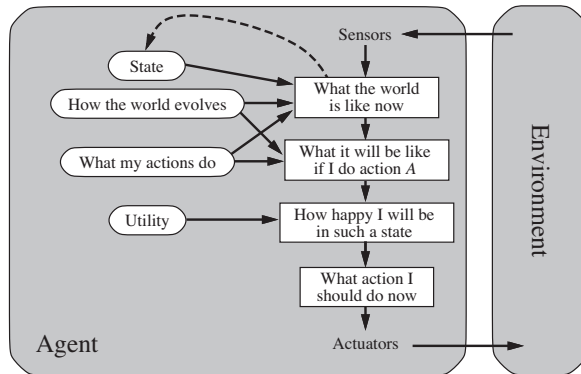 Sensors
State
What the world
is like now
How the world evolves
What it will be like
if I do action A
What my actions do
How happy I will be
in such a state
Utility
What action I
should do now
Agent
Actuators
Environment